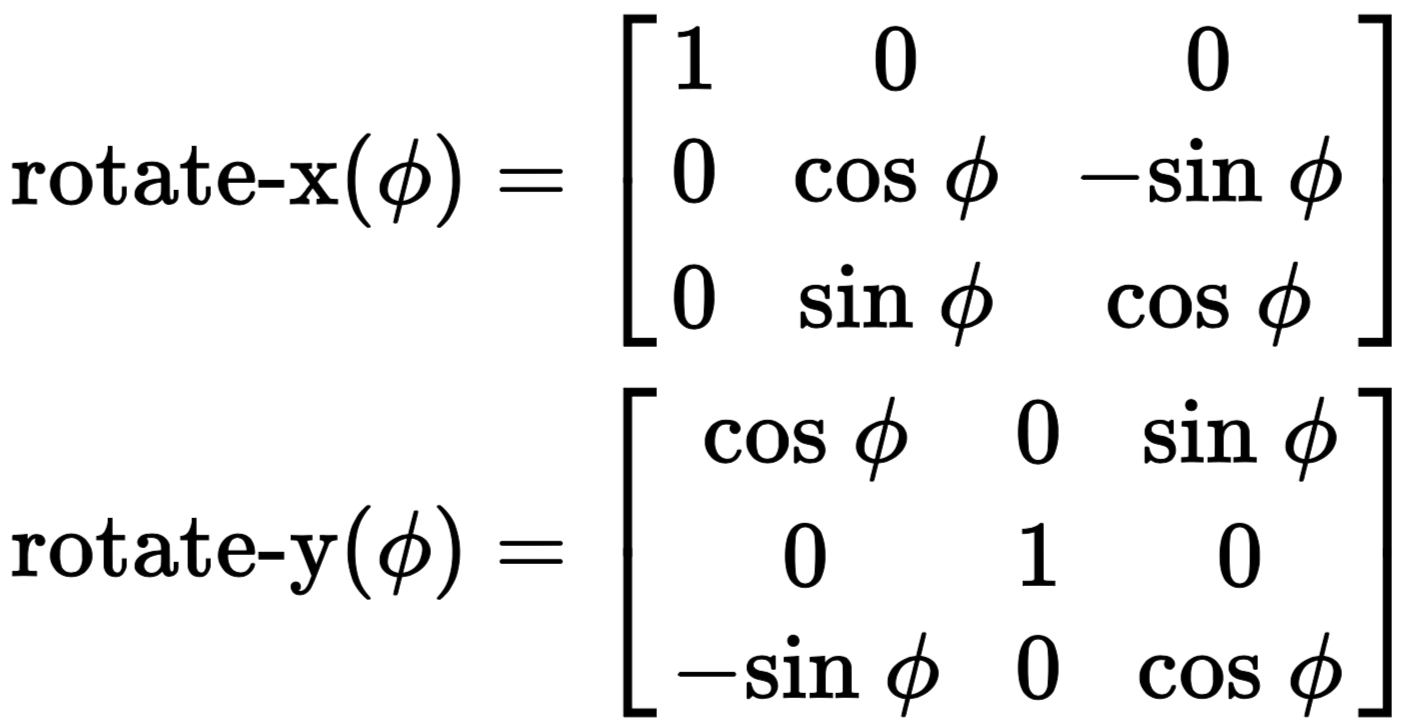 1 0 0
rotate-x(ϕ) = 0 cos ϕ −sin ϕ
0 sin ϕ cos ϕ
cos ϕ 0 sin ϕ
rotate-y(ϕ) = 0 1 0
−sin ϕ 0 cos ϕ